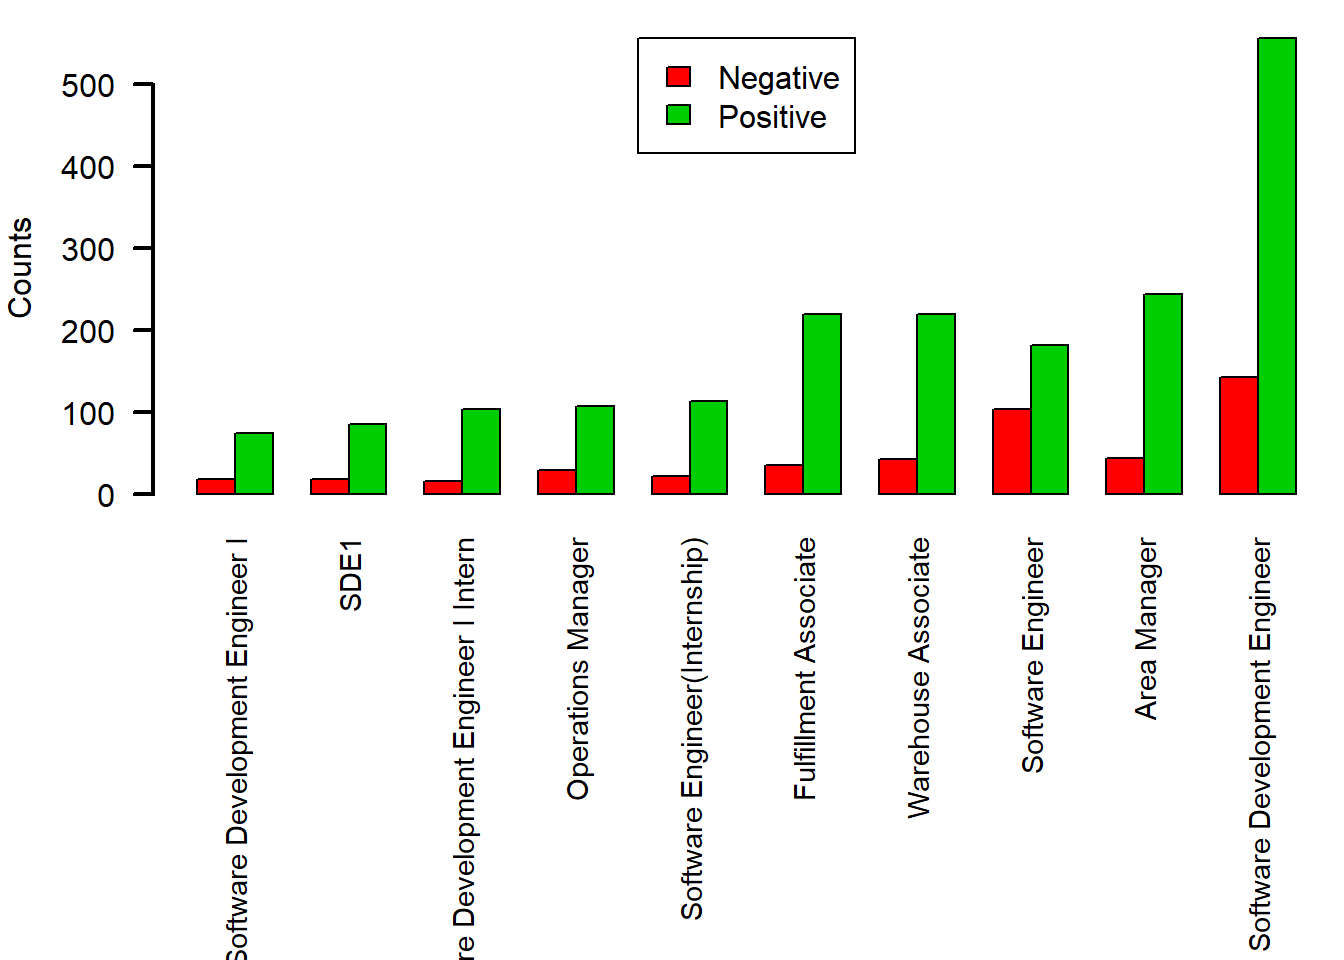 Negative
Positive
Counts
500
400
300
200
100
0
Software Development Engineer I
SDE1
re Development Engineer I Intern
Operations Manager
Software Engineer(Internship)
Fulfillment Associate
Warehouse Associate
Software Engineer
Area Manager
Software Development Engineer